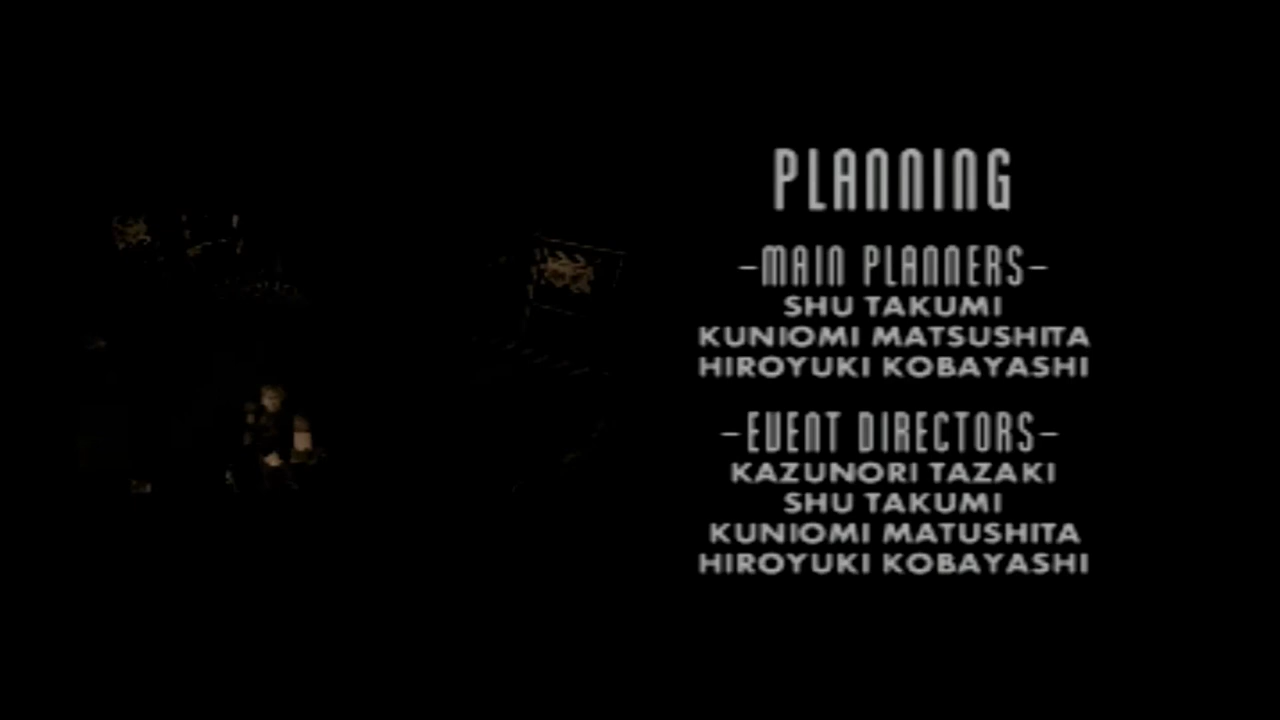 PLANNING
-MAIN PLANNERS-
SHU TAKUMI
KUNIOMI MATSUSHITA
HIROYUKI KOBAYASHI
-EVENT DIRECTORS-
KAZUNORI TAZAKI
SHU TAKUMI
KUNIOMI MATUSHITA
HIROYUKI KOBAYASHI